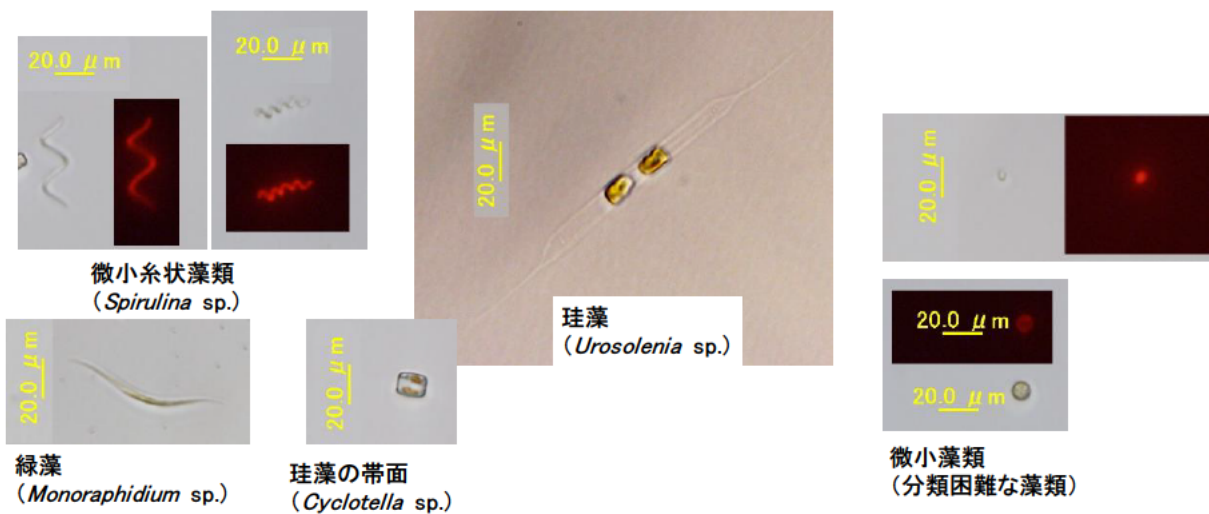 20.0 μm
20.0 μm
微小糸状藻類
(Spirulina sp.)
20.0 μm
珪藻
(Urosolenia sp.)
20.0 μm
緑藻
(Monoraphidium sp.)
20.0 μm
珪藻の帯面
(Cyclotella sp.)
20.0 μm
20.0 μm
20.0 μm
微小藻類
(分類困難な藻類)